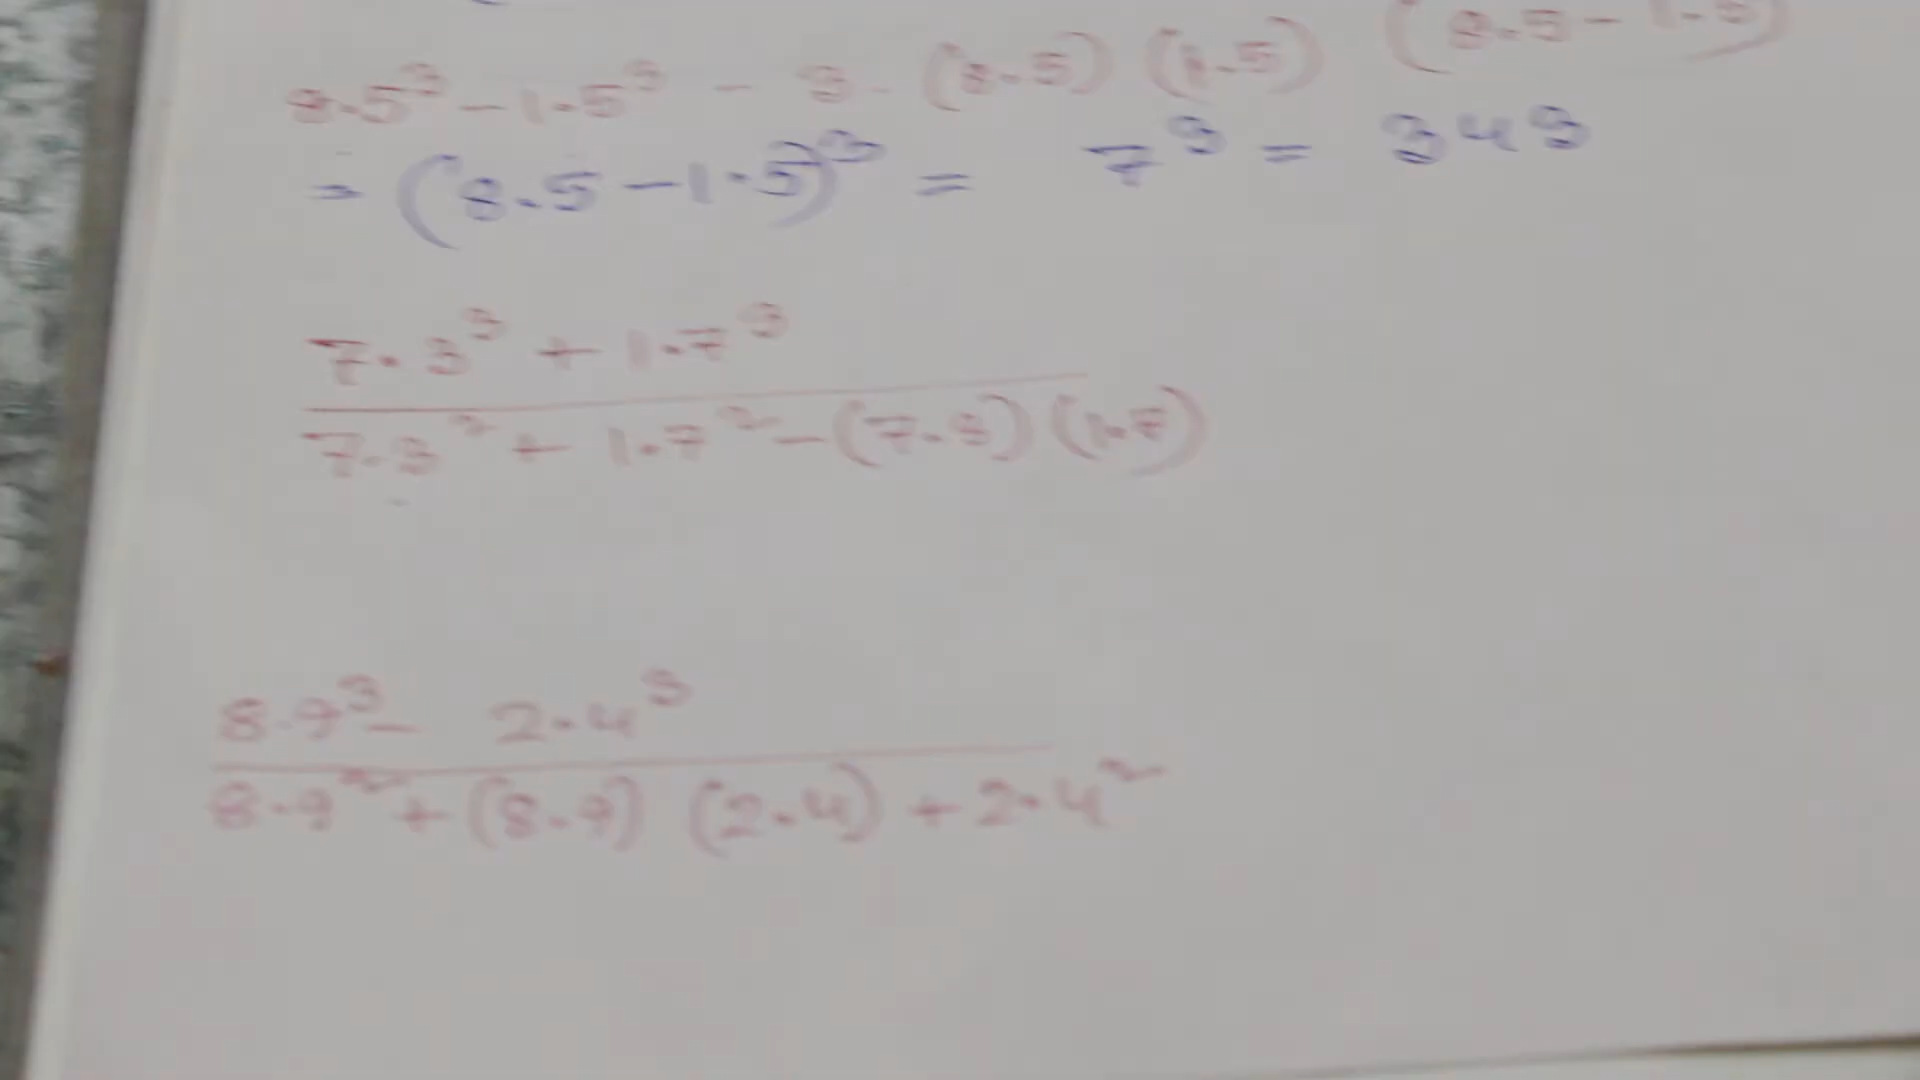 8.5³ - 1.5³ - 3. (8.5) (1.5) (8.5 - 1.5)
= (8.5 - 1.5)³ = 7³ = 343
7.3³ + 1.7³
7.3² + 1.7² - (7.3) (1.7)
8.9³ - 2.4³
8.9² + (8.9) (2.4) + 2.4²